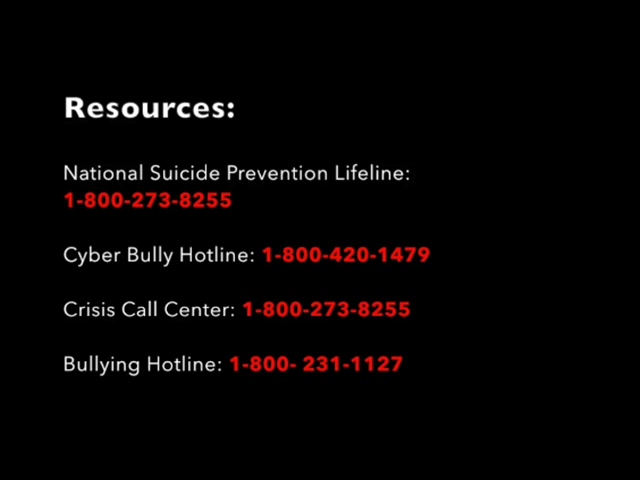 Resources:
National Suicide Prevention Lifeline:
1-800-273-8255
Cyber Bully Hotline: 1-800-420-1479
Crisis Call Center: 1-800-273-8255
Bullying Hotline: 1-800- 231-1127